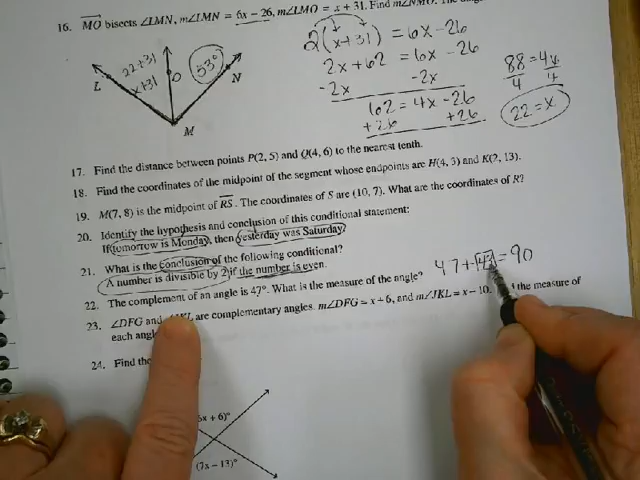 16. MO bisects ∠LMN, m∠LMN = 6x − 26, m∠LMO = x + 31. Find m∠NMO.
L
22+31
x+31
O
53°
N
M
2(x+31) = 6x − 26
2x + 62 = 6x − 26
−2x −2x
62 = 4x − 26
+26 +26
88 = 4x
4 4
22 = x
17. Find the distance between points P(2, 5) and Q(4, 6) to the nearest tenth.
18. Find the coordinates of the midpoint of the segment whose endpoints are H(4, 3) and K(2, 13).
19. M(7, 8) is the midpoint of RS. The coordinates of S are (10, 7). What are the coordinates of R?
20. Identify the hypothesis and conclusion of this conditional statement:
If tomorrow is Monday, then yesterday was Saturday.
21. What is the conclusion of the following conditional?
A number is divisible by 2 if the number is even.
22. The complement of an angle is 47°. What is the measure of the angle?
47 + 43 = 90
23. ∠DFG and ∠JKL are complementary angles. m∠DFG = x + 6, and m∠JKL = x − 10. the measure of
each angle
24. Find the
6x + 6)°
(7x − 13)°